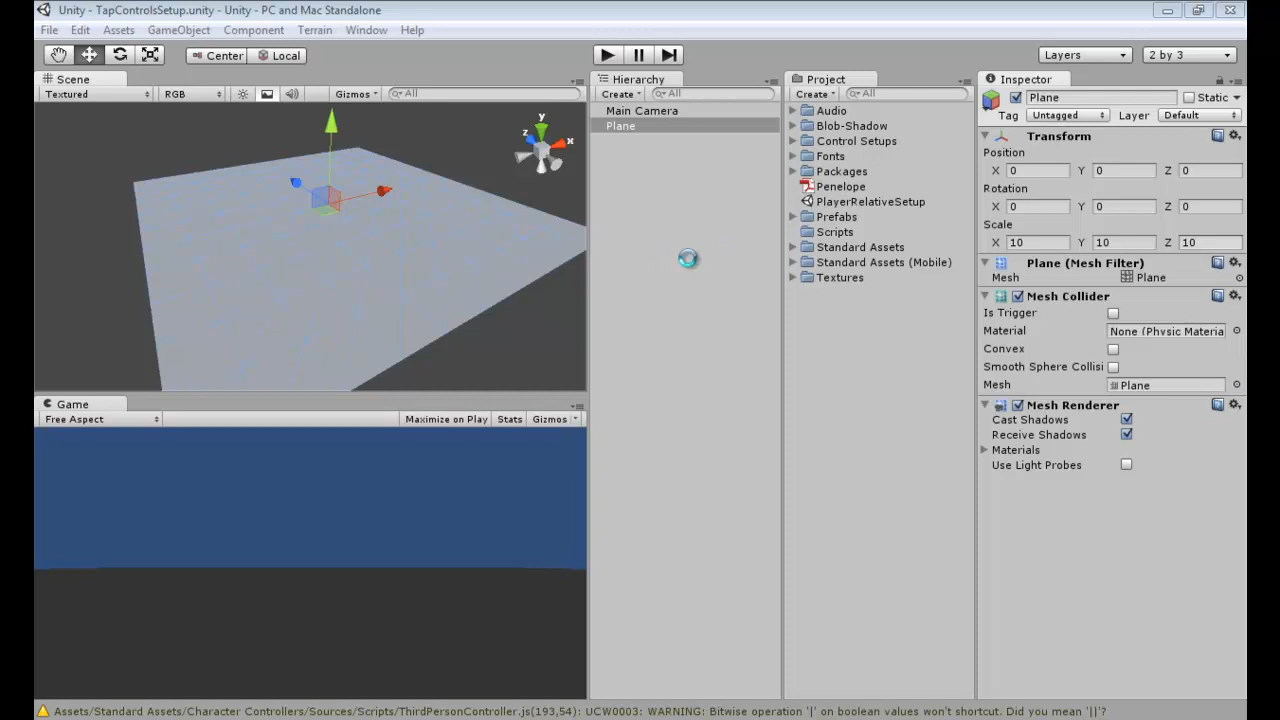 Unity - TapControlsSetup.unity - Unity - PC and Mac Standalone
File Edit Assets GameObject Component Terrain Window Help
Center Local Layers 2 by 3
Scene
Textured RGB Gizmos All
y
z x
Game
Free Aspect Maximize on Play Stats Gizmos
Hierarchy
Create All
Main Camera
Plane
Project
Create All
Audio
Blob-Shadow
Control Setups
Fonts
Packages
Penelope
PlayerRelativeSetup
Prefabs
Scripts
Standard Assets
Standard Assets (Mobile)
Textures
Inspector
Plane Static
Tag Untagged Layer Default
Transform
Position
X 0 Y 0 Z 0
Rotation
X 0 Y 0 Z 0
Scale
X 10 Y 10 Z 10
Plane (Mesh Filter)
Mesh Plane
Mesh Collider
Is Trigger
Material None (Physic Materia
Convex
Smooth Sphere Collisi
Mesh Plane
Mesh Renderer
Cast Shadows
Receive Shadows
Materials
Use Light Probes
Assets/Standard Assets/Character Controllers/Sources/Scripts/ThirdPersonController.js(193,54): UCW0003: WARNING: Bitwise operation '|' on boolean values won't shortcut. Did you mean '||'?